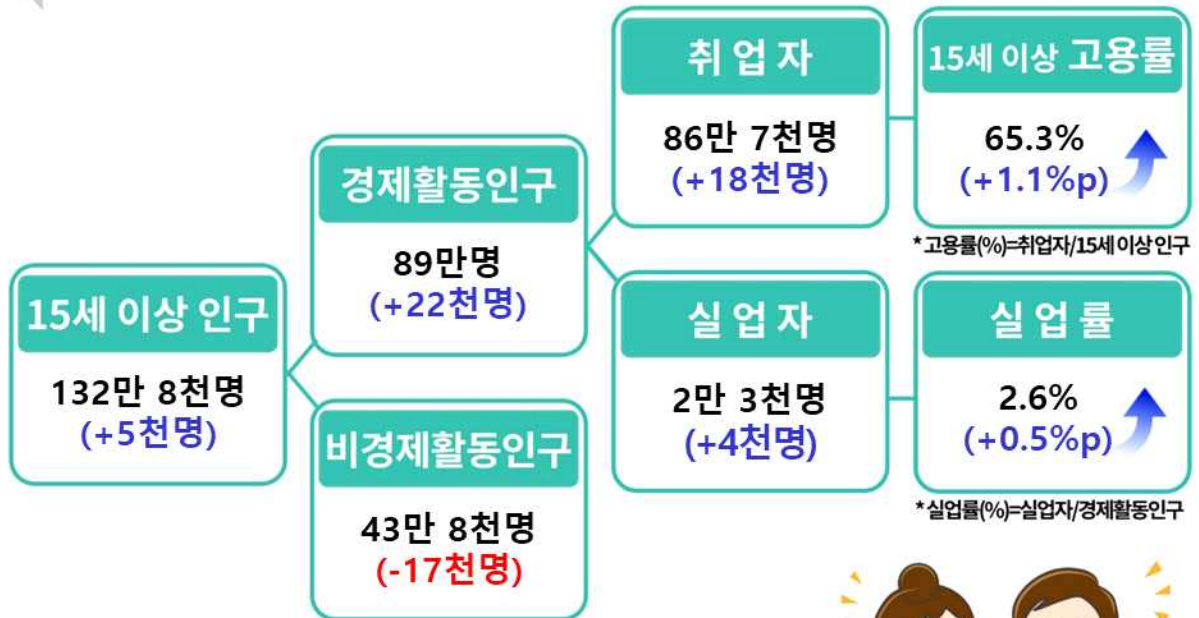 15세 이상 인구
132만 8천명
(+5천명)
경제활동인구
89만명
(+22천명)
비경제활동인구
43만 8천명
(-17천명)
취 업 자
86만 7천명
(+18천명)
15세 이상 고용률
65.3%
(+1.1%p)
* 고용률(%)=취업자/15세 이상 인구
실 업 자
2만 3천명
(+4천명)
실 업 률
2.6%
(+0.5%p)
* 실업률(%)=실업자/경제활동인구